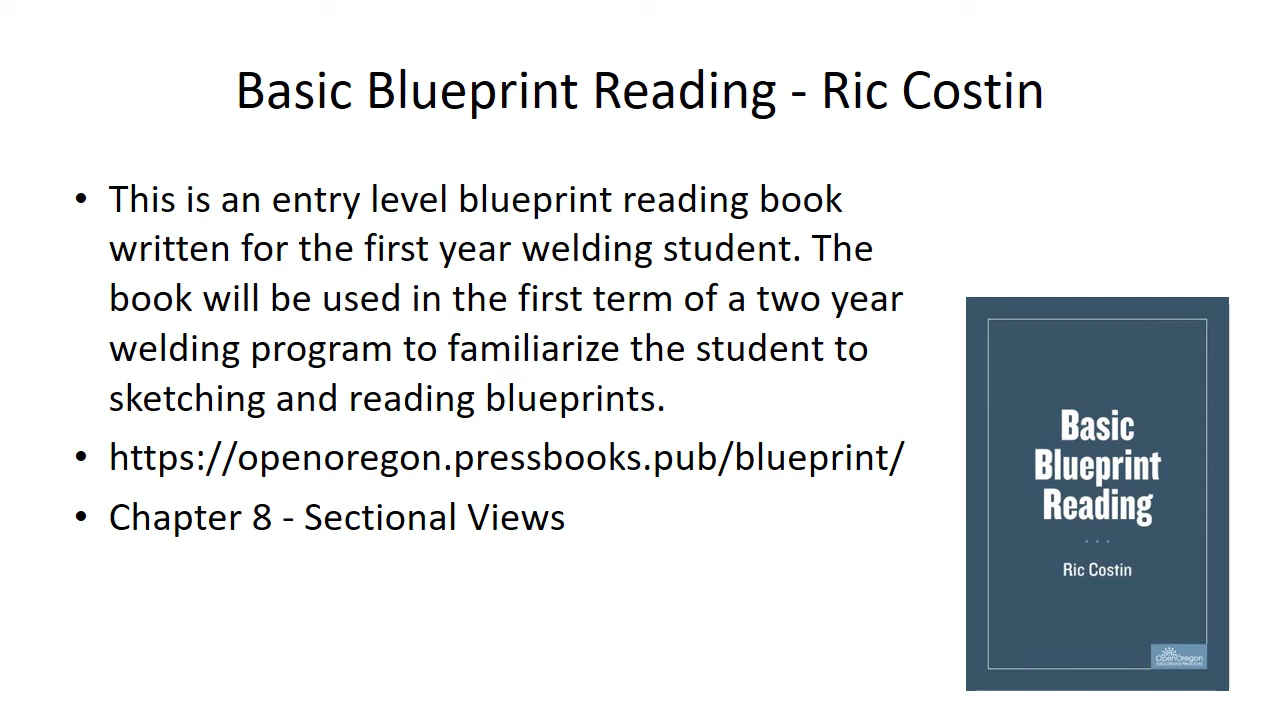 Basic Blueprint Reading - Ric Costin
• This is an entry level blueprint reading book
written for the first year welding student. The
book will be used in the first term of a two year
welding program to familiarize the student to
sketching and reading blueprints.
• https://openoregon.pressbooks.pub/blueprint/
• Chapter 8 - Sectional Views
Basic
Blueprint
Reading
Ric Costin
OpenOregon
Educational Resources